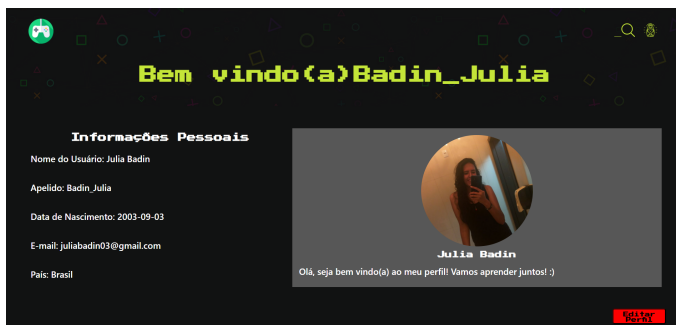 _
Bem vindo(a)Badin_Julia
Informações Pessoais
Nome do Usuário: Julia Badin
Apelido: Badin_Julia
Data de Nascimento: 2003-09-03
E-mail: juliabadin03@gmail.com
País: Brasil
Julia Badin
Olá, seja bem vindo(a) ao meu perfil! Vamos aprender juntos! :)
Editar
Perfil